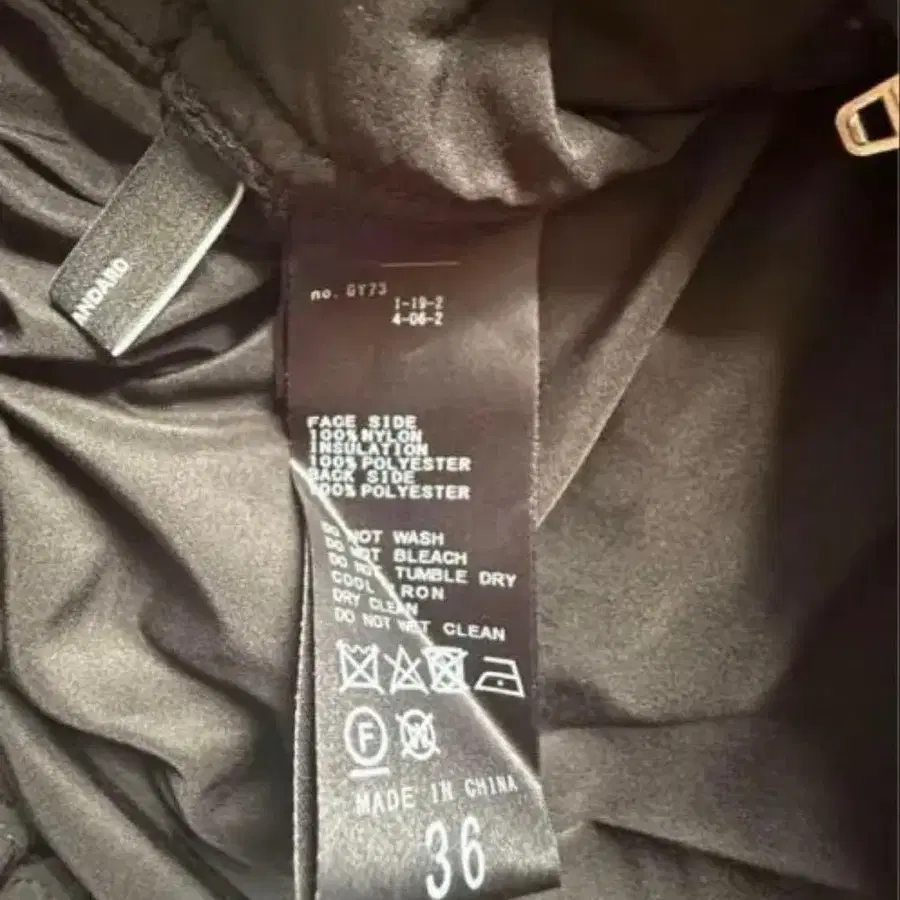 ANDARD
no. GY73
1-19-2
4-06-2
FACE SIDE
100% NYLON
INSULATION
100% POLYESTER
BACK SIDE
100% POLYESTER
DO NOT WASH
DO NOT BLEACH
DO NOT TUMBLE DRY
COOL IRON
DRY CLEAN
DO NOT WET CLEAN
F W
MADE IN CHINA
36